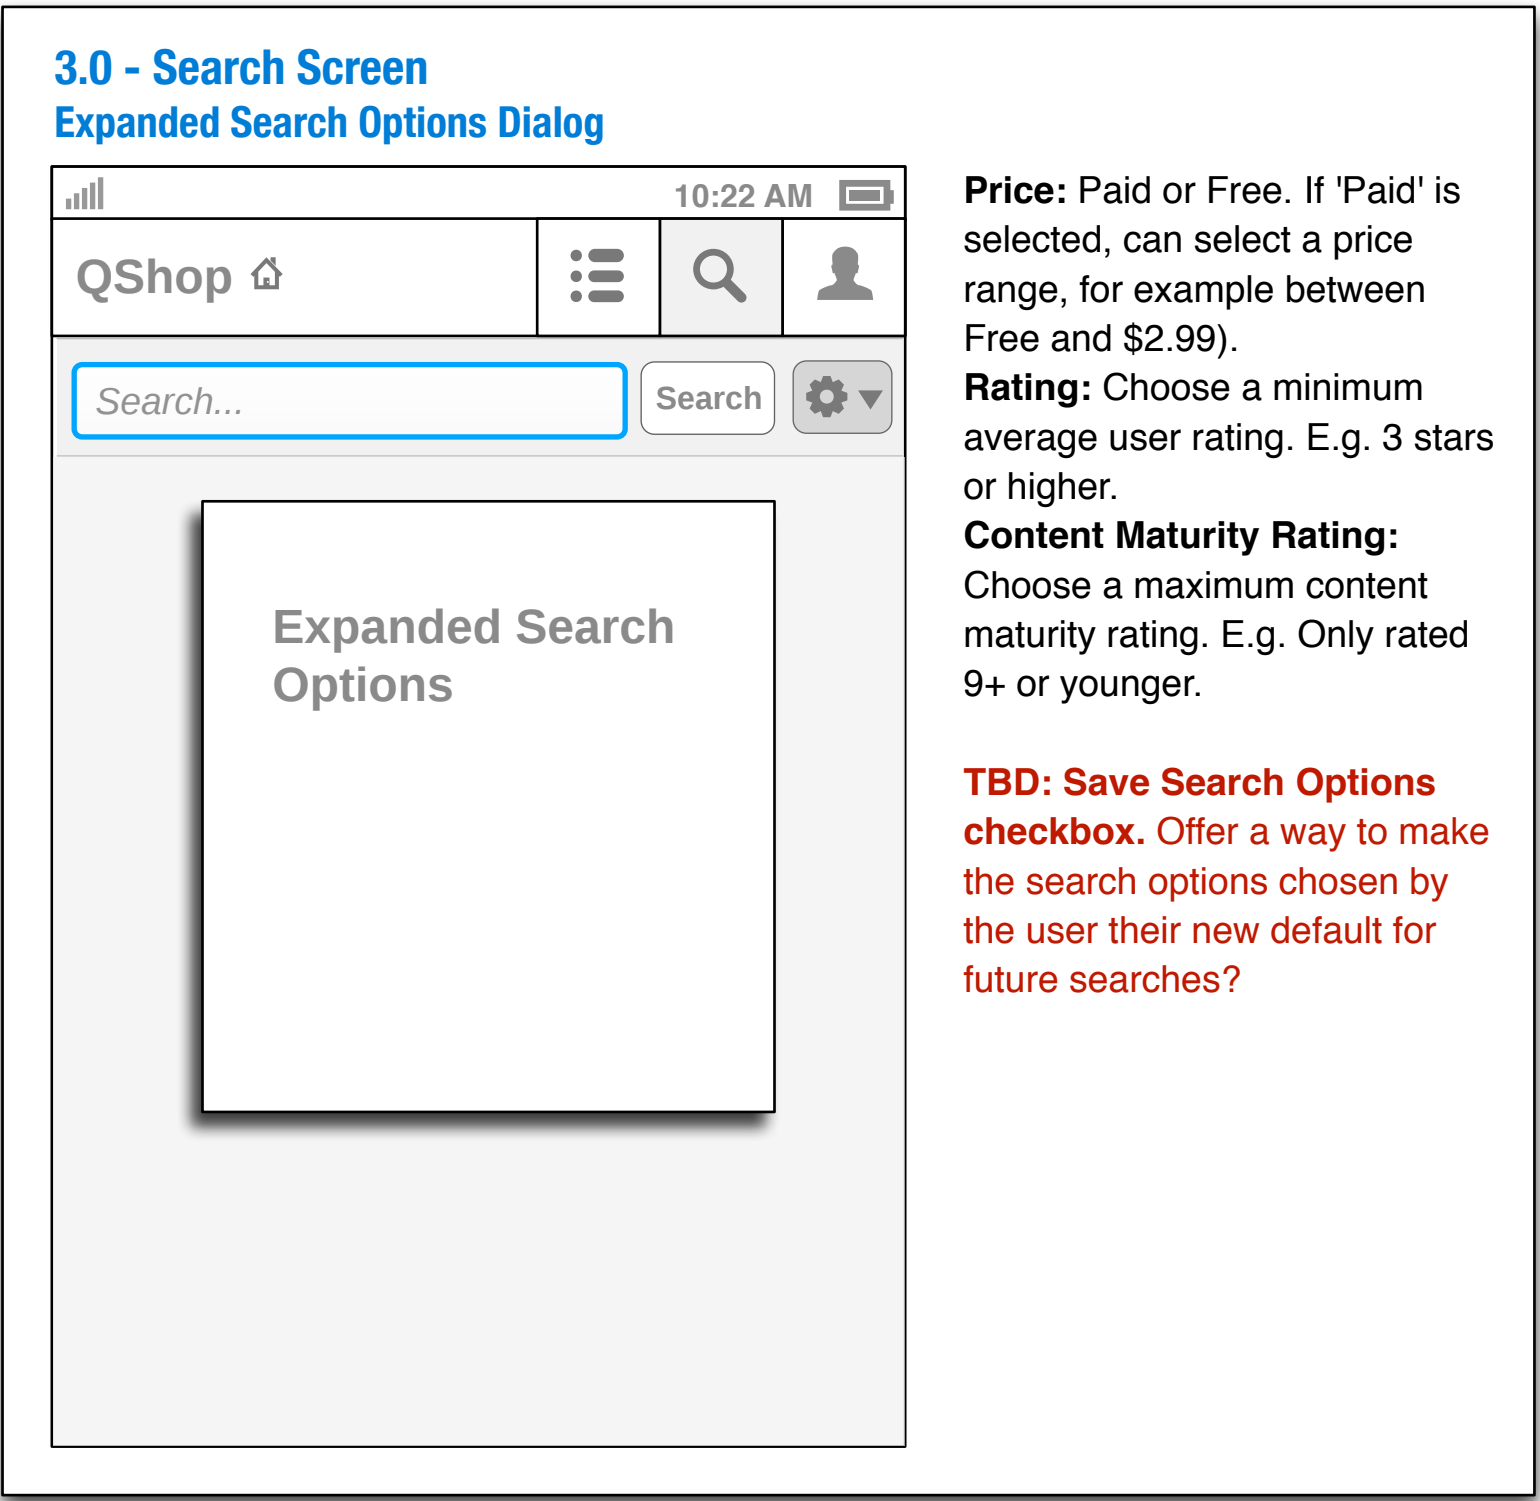 3.0 - Search Screen
Expanded Search Options Dialog
10:22 AM
QShop
Search...
Search
Expanded Search
Options
Price: Paid or Free. If 'Paid' is
selected, can select a price
range, for example between
Free and $2.99).
Rating: Choose a minimum
average user rating. E.g. 3 stars
or higher.
Content Maturity Rating:
Choose a maximum content
maturity rating. E.g. Only rated
9+ or younger.
TBD: Save Search Options
checkbox. Offer a way to make
the search options chosen by
the user their new default for
future searches?